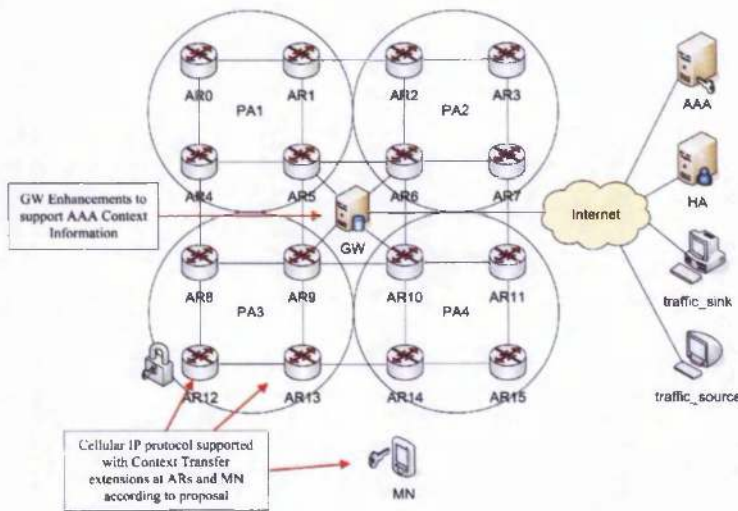 AR0
AR1
AR2
AR3
PA1
PA2
AAA
AR4
AR5
AR6
AR7
GW Enhancements to
support AAA Context
Information
GW
Internet
HA
AR8
AR9
AR10
AR11
PA3
PA4
traffic_sink
AR12
AR13
AR14
AR15
traffic_source
Cellular IP protocol supported
with Context Transfer
extensions at ARs and MN
according to proposal
MN